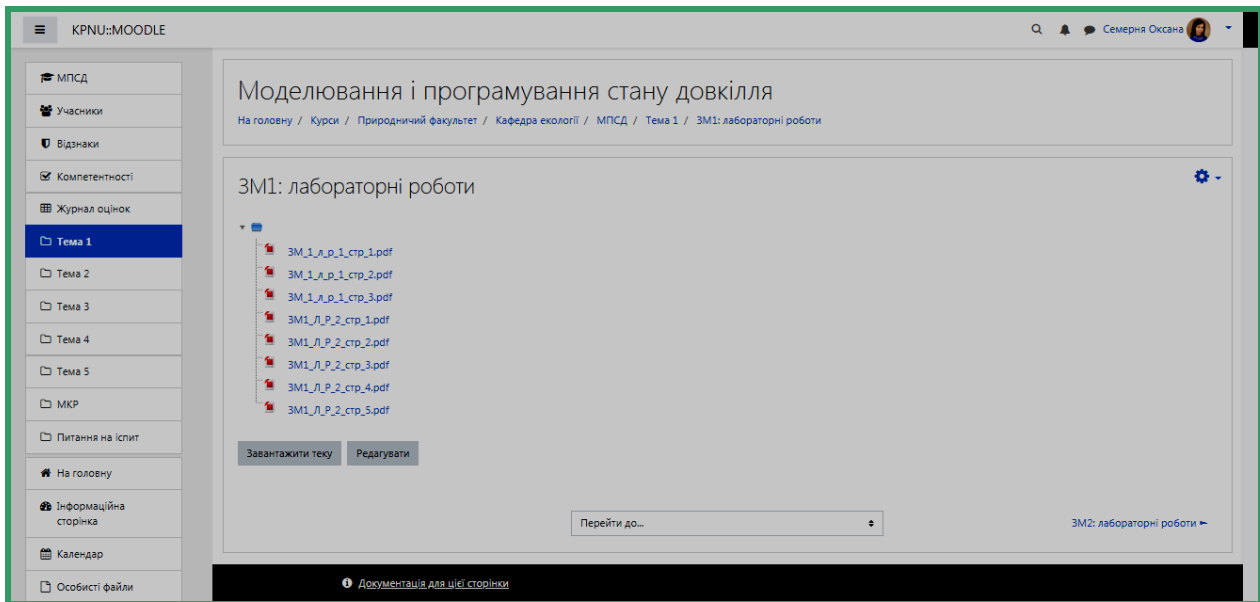 KPNU::MOODLE
Семерня Оксана
МПСД
Учасники
Відзнаки
Компетентності
Журнал оцінок
Тема 1
Тема 2
Тема 3
Тема 4
Тема 5
МКР
Питання на іспит
На головну
Інформаційна
сторінка
Календар
Особисті файли
Моделювання і програмування стану довкілля
На головну / Курси / Природничий факультет / Кафедра екології / МПСД / Тема 1 / ЗМ1: лабораторні роботи
ЗМ1: лабораторні роботи
ЗМ_1_л_р_1_стр_1.pdf
ЗМ_1_л_р_1_стр_2.pdf
ЗМ_1_л_р_1_стр_3.pdf
ЗМ1_Л_Р_2_стр_1.pdf
ЗМ1_Л_Р_2_стр_2.pdf
ЗМ1_Л_Р_2_стр_3.pdf
ЗМ1_Л_Р_2_стр_4.pdf
ЗМ1_Л_Р_2_стр_5.pdf
Завантажити теку Редагувати
Перейти до...
ЗМ2: лабораторні роботи ►
Документація для цієї сторінки